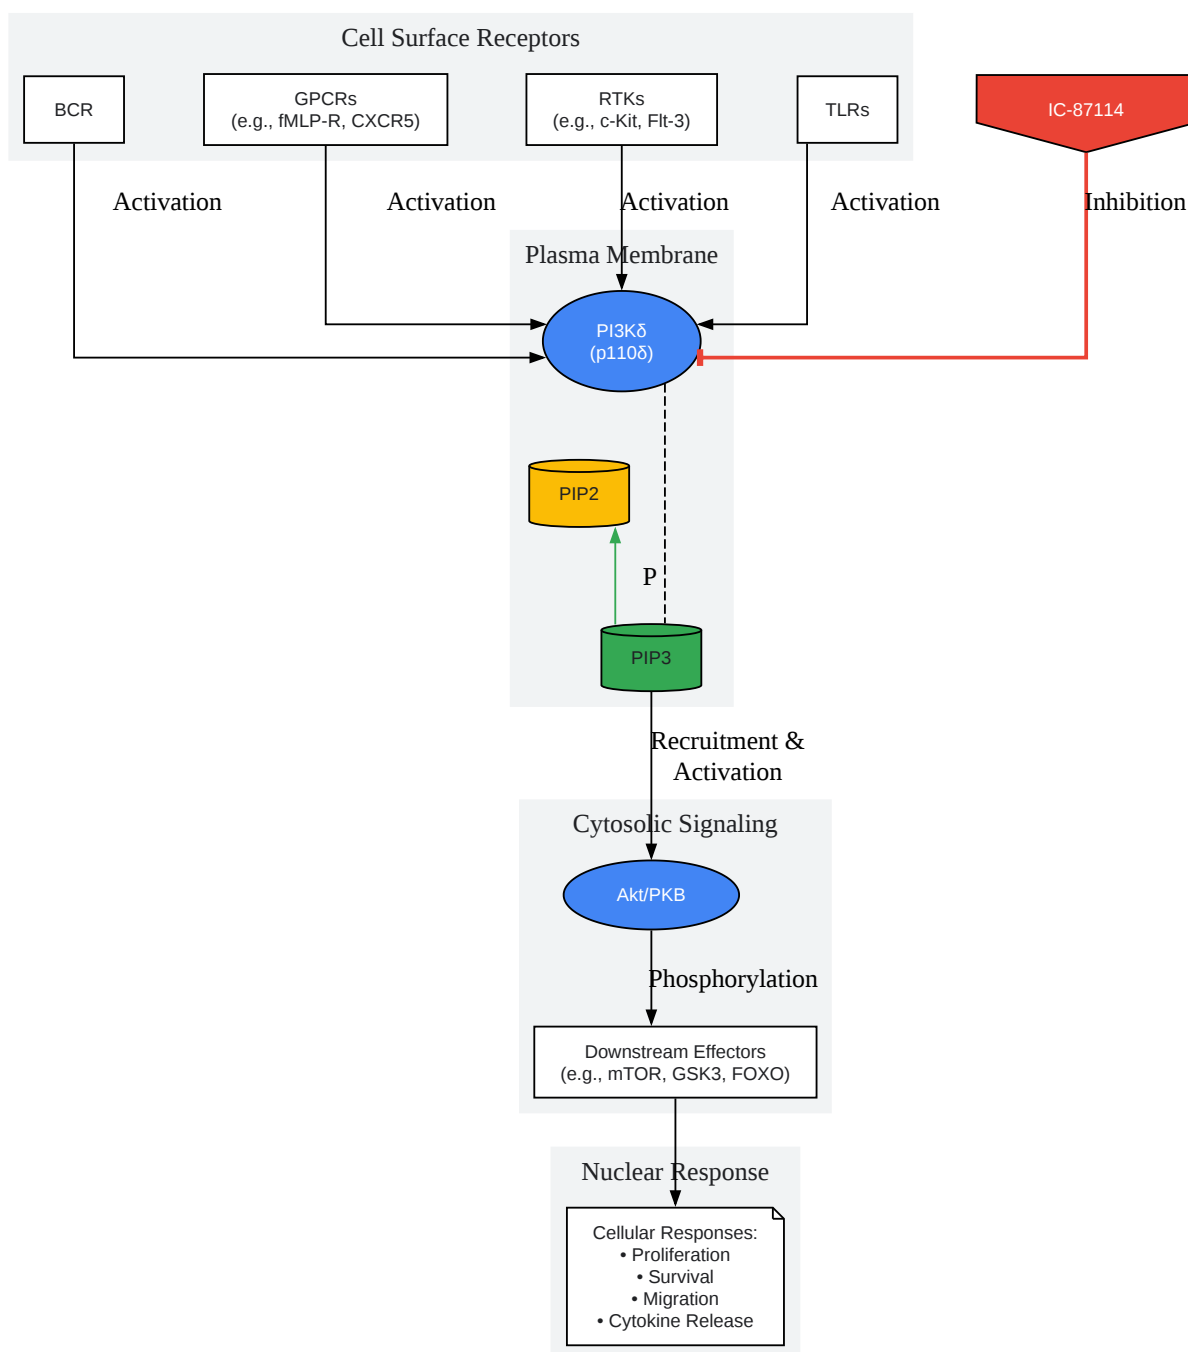 Cell Surface Receptors
BCR
GPCRs
(e.g., fMLP-R, CXCR5)
RTKs
(e.g., c-Kit, Flt-3)
TLRs
IC-87114
Activation
Activation
Activation
Activation
Inhibition
Plasma Membrane
PI3Kδ
(p110δ)
PIP2
P
PIP3
Recruitment &
Activation
Cytosolic Signaling
Akt/PKB
Phosphorylation
Downstream Effectors
(e.g., mTOR, GSK3, FOXO)
Nuclear Response
Cellular Responses:
• Proliferation
• Survival
• Migration
• Cytokine Release